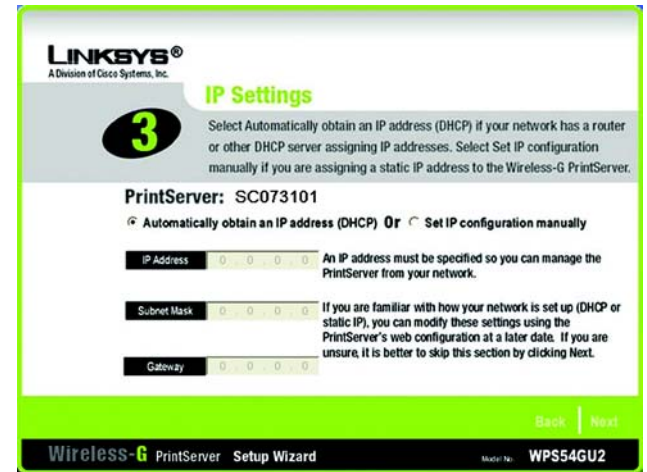 LINKSYS®
A Division of Cisco Systems, Inc.
IP Settings
3
Select Automatically obtain an IP address (DHCP) if your network has a router
or other DHCP server assigning IP addresses. Select Set IP configuration
manually if you are assigning a static IP address to the Wireless-G PrintServer.
PrintServer: SC073101
Automatically obtain an IP address (DHCP) Or Set IP configuration manually
IP Address 0 . 0 . 0 . 0 An IP address must be specified so you can manage the
PrintServer from your network.
Subnet Mask 0 . 0 . 0 . 0 If you are familiar with how your network is set up (DHCP or
static IP), you can modify these settings using the
PrintServer's web configuration at a later date. If you are
unsure, it is better to skip this section by clicking Next.
Gateway 0 . 0 . 0 . 0
Back Next
Wireless-G PrintServer Setup Wizard Model No. WPS54GU2